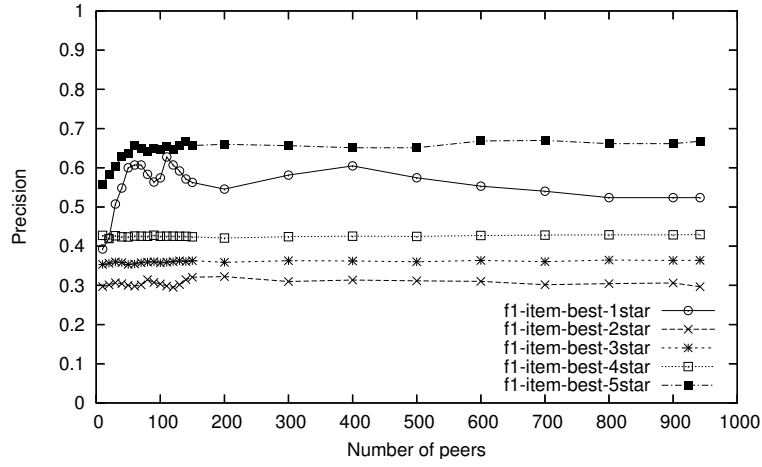 1
0.9
0.8
0.7
0.6
0.5
0.4
0.3
0.2
0.1
0
Precision
f1-item-best-1star
f1-item-best-2star
f1-item-best-3star
f1-item-best-4star
f1-item-best-5star
0 100 200 300 400 500 600 700 800 900 1000
Number of peers